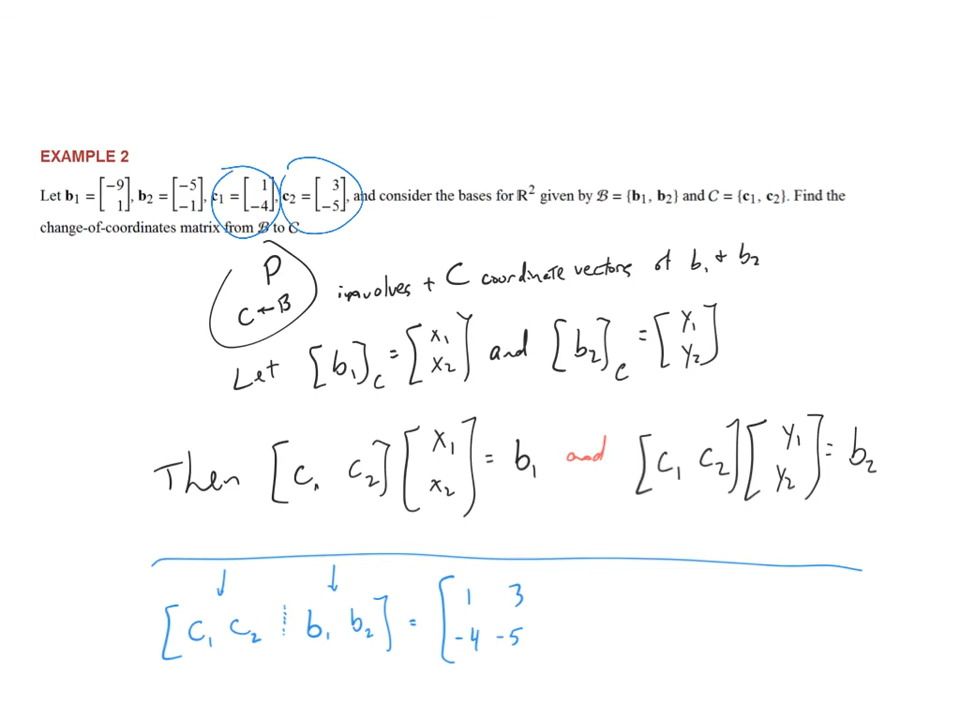 EXAMPLE 2
Let b₁ = [−9 1], b₂ = [−5 −1], c₁ = [1 −4], c₂ = [3 −5], and consider the bases for ℝ² given by ℬ = {b₁, b₂} and C = {c₁, c₂}. Find the
change-of-coordinates matrix from ℬ to C.
P C←B involves + C coordinate vectors of b₁ + b₂
Let [b₁]_C = [x₁ x₂] and [b₂]_C = [y₁ y₂]
Then [c₁ c₂] [x₁ x₂] = b₁ and [c₁ c₂] [y₁ y₂] = b₂
[c₁ c₂ ⋮ b₁ b₂] = [1 3
-4 -5